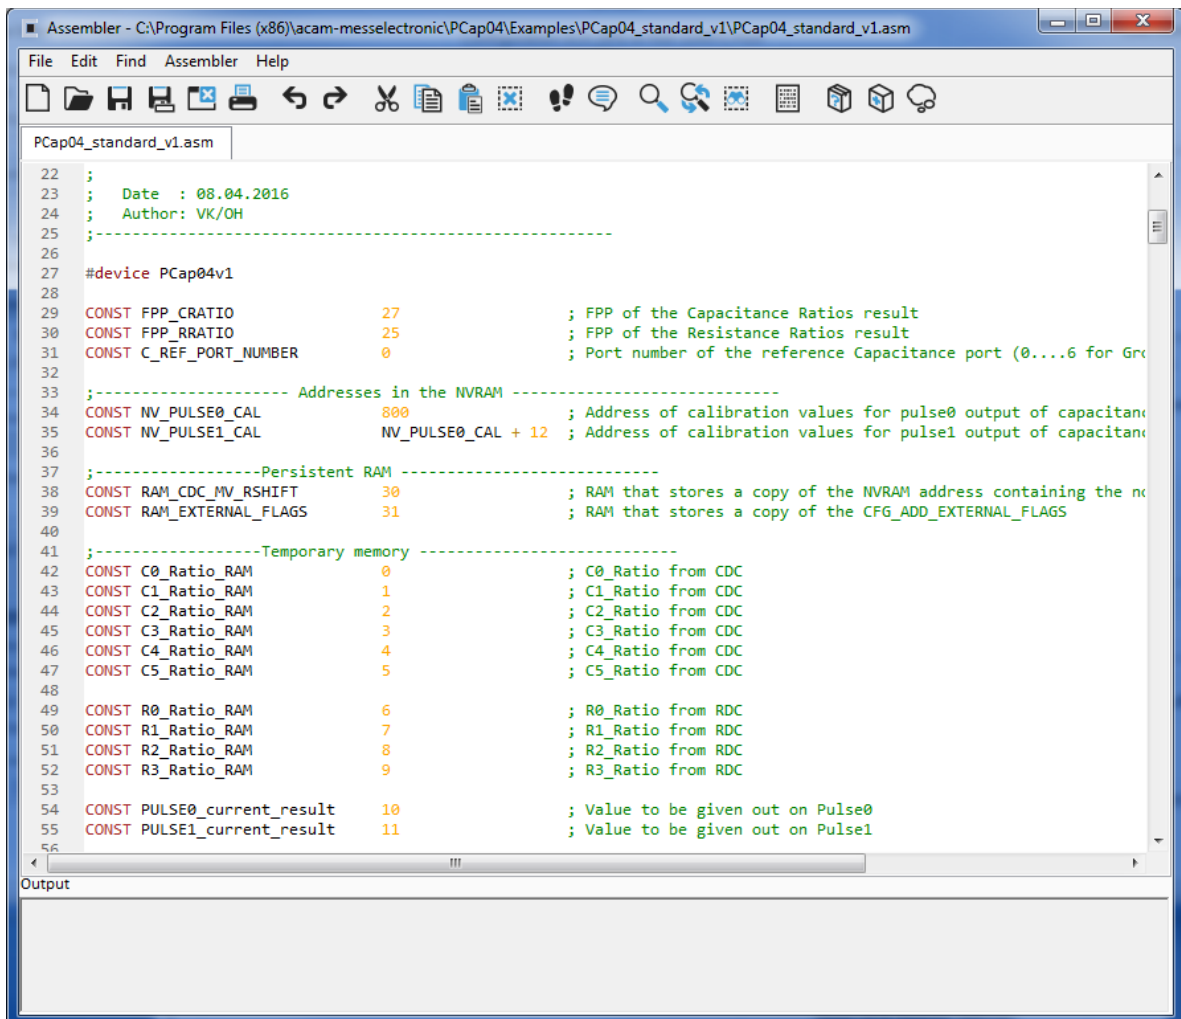 Assembler - C:\Program Files (x86)\acam-messelectronic\PCap04\Examples\PCap04_standard_v1\PCap04_standard_v1.asm
File Edit Find Assembler Help
PCap04_standard_v1.asm
22 ;
23 ;   Date  : 08.04.2016
24 ;   Author: VK/OH
25 ;--------------------------------------------------------
26
27 #device PCap04v1
28
29 CONST FPP_CRATIO                27                  ; FPP of the Capacitance Ratios result
30 CONST FPP_RRATIO                25                  ; FPP of the Resistance Ratios result
31 CONST C_REF_PORT_NUMBER         0                   ; Port number of the reference Capacitance port (0....6 for Gro
32
33 ;--------------------- Addresses in the NVRAM -----------------------------
34 CONST NV_PULSE0_CAL             800                 ; Address of calibration values for pulse0 output of capacitanc
35 CONST NV_PULSE1_CAL             NV_PULSE0_CAL + 12  ; Address of calibration values for pulse1 output of capacitanc
36
37 ;------------------Persistent RAM ----------------------------
38 CONST RAM_CDC_MV_RSHIFT         30                  ; RAM that stores a copy of the NVRAM address containing the no
39 CONST RAM_EXTERNAL_FLAGS        31                  ; RAM that stores a copy of the CFG_ADD_EXTERNAL_FLAGS
40
41 ;------------------Temporary memory ----------------------------
42 CONST C0_Ratio_RAM              0                   ; C0_Ratio from CDC
43 CONST C1_Ratio_RAM              1                   ; C1_Ratio from CDC
44 CONST C2_Ratio_RAM              2                   ; C2_Ratio from CDC
45 CONST C3_Ratio_RAM              3                   ; C3_Ratio from CDC
46 CONST C4_Ratio_RAM              4                   ; C4_Ratio from CDC
47 CONST C5_Ratio_RAM              5                   ; C5_Ratio from CDC
48
49 CONST R0_Ratio_RAM              6                   ; R0_Ratio from RDC
50 CONST R1_Ratio_RAM              7                   ; R1_Ratio from RDC
51 CONST R2_Ratio_RAM              8                   ; R2_Ratio from RDC
52 CONST R3_Ratio_RAM              9                   ; R3_Ratio from RDC
53
54 CONST PULSE0_current_result     10                  ; Value to be given out on Pulse0
55 CONST PULSE1_current_result     11                  ; Value to be given out on Pulse1
56
Output